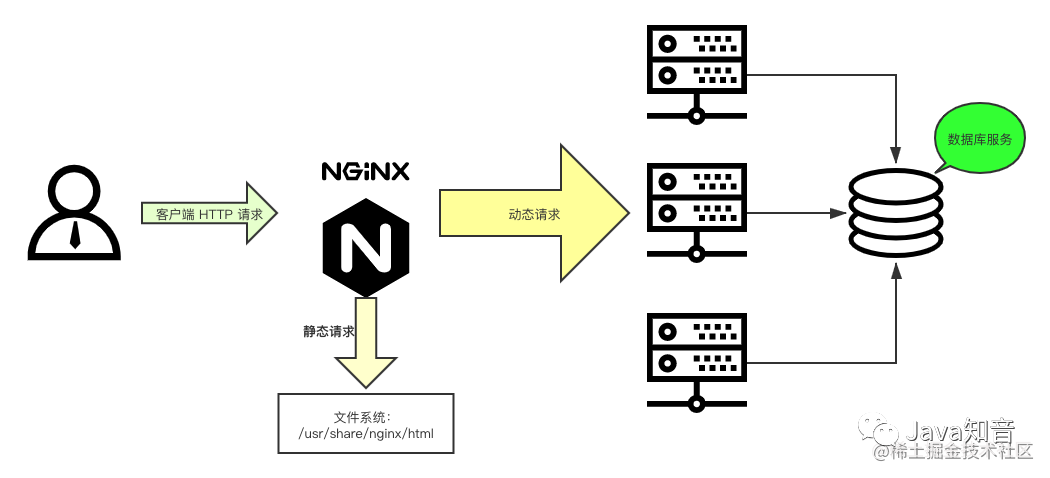 数据库服务
NGiNX
客户端 HTTP 请求
动态请求
N
静态请求
文件系统：
/usr/share/nginx/html
Java知音
@稀土掘金技术社区